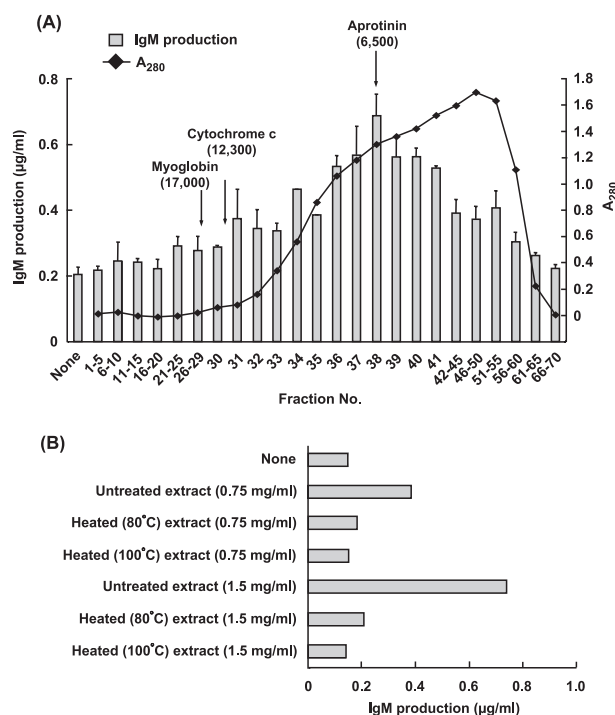 (A)
IgM production
A280
Aprotinin
(6,500)
Cytochrome c
(12,300)
Myoglobin
(17,000)
IgM production (µg/ml)
0.8
0.6
0.4
0.2
0
1.8
1.6
1.4
1.2
1.0
0.8
0.6
0.4
0.2
0
A280
None
1-5
6-10
11-15
16-20
21-25
26-29
30
31
32
33
34
35
36
37
38
39
40
41
42-45
46-50
51-55
56-60
61-65
66-70
Fraction No.
(B)
None
Untreated extract (0.75 mg/ml)
Heated (80°C) extract (0.75 mg/ml)
Heated (100°C) extract (0.75 mg/ml)
Untreated extract (1.5 mg/ml)
Heated (80°C) extract (1.5 mg/ml)
Heated (100°C) extract (1.5 mg/ml)
0 0.2 0.4 0.6 0.8 1.0
IgM production (µg/ml)